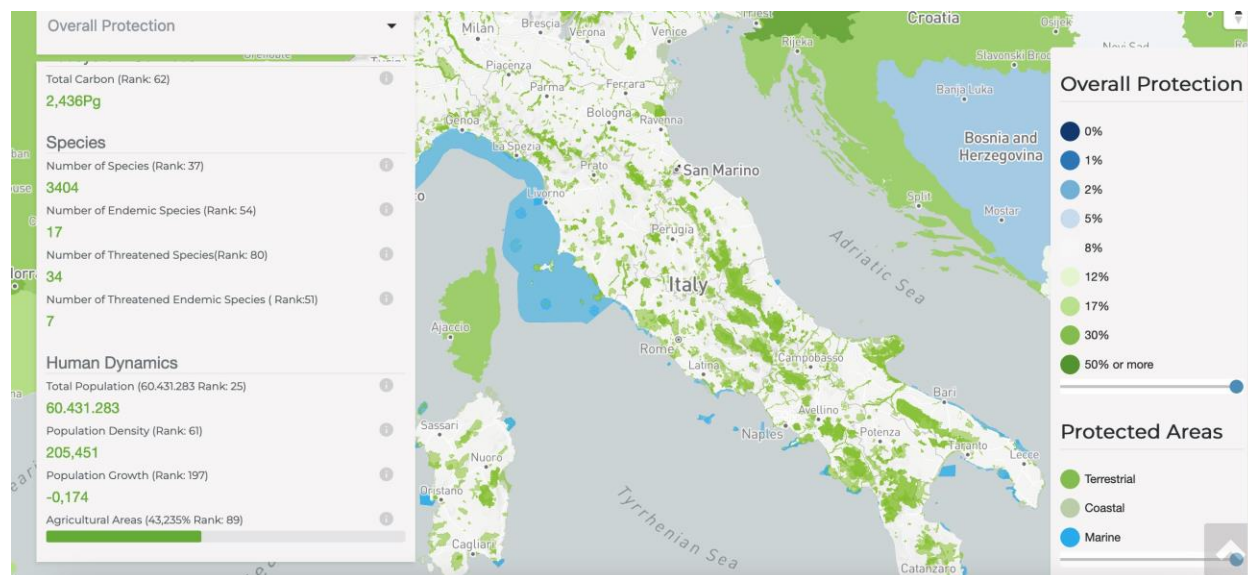 Overall Protection
Total Carbon (Rank: 62)
2,436Pg
Species
Number of Species (Rank: 37)
3404
Number of Endemic Species (Rank: 54)
17
Number of Threatened Species(Rank: 80)
34
Number of Threatened Endemic Species ( Rank:51)
7
Human Dynamics
Total Population (60.431.283 Rank: 25)
60.431.283
Population Density (Rank: 61)
205,451
Population Growth (Rank: 197)
-0,174
Agricultural Areas (43,235% Rank: 89)
Milan
Brescia
Verona
Venice
Piacenza
Parma
Ferrara
Genoa
Bologna
Ravenna
La Spezia
Prato
San Marino
Livorno
Perugia
Italy
Ajaccio
Rome
Latina
Campobasso
Bari
Avellino
Naples
Potenza
Taranto
Lecce
Sassari
Nuoro
Oristano
Cagliari
Catanzaro
Tyrrhenian Sea
Adriatic Sea
Croatia
Osijek
Rijeka
Slavonski Brod
Novi Sad
Banja Luka
Bosnia and
Herzegovina
Split
Mostar
Overall Protection
0%
1%
2%
5%
8%
12%
17%
30%
50% or more
Protected Areas
Terrestrial
Coastal
Marine